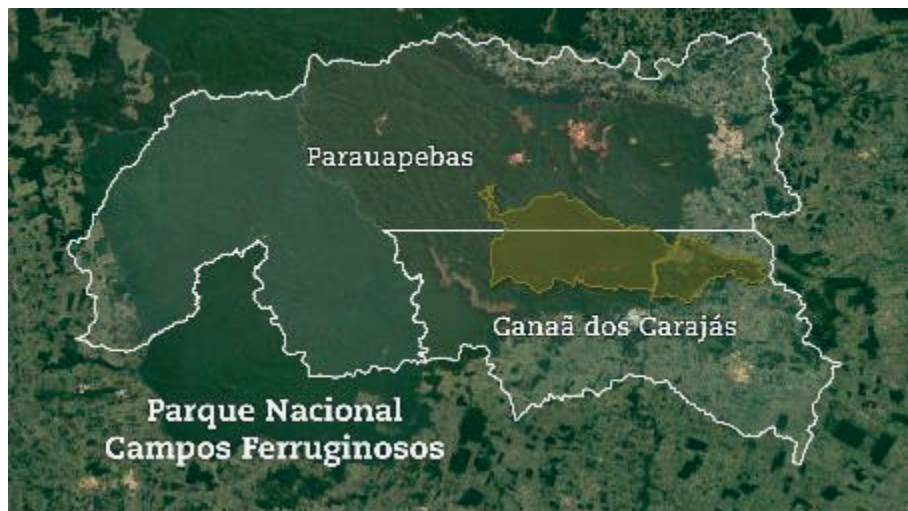 Parauapebas
Canaã dos Carajás
Parque Nacional
Campos Ferruginosos